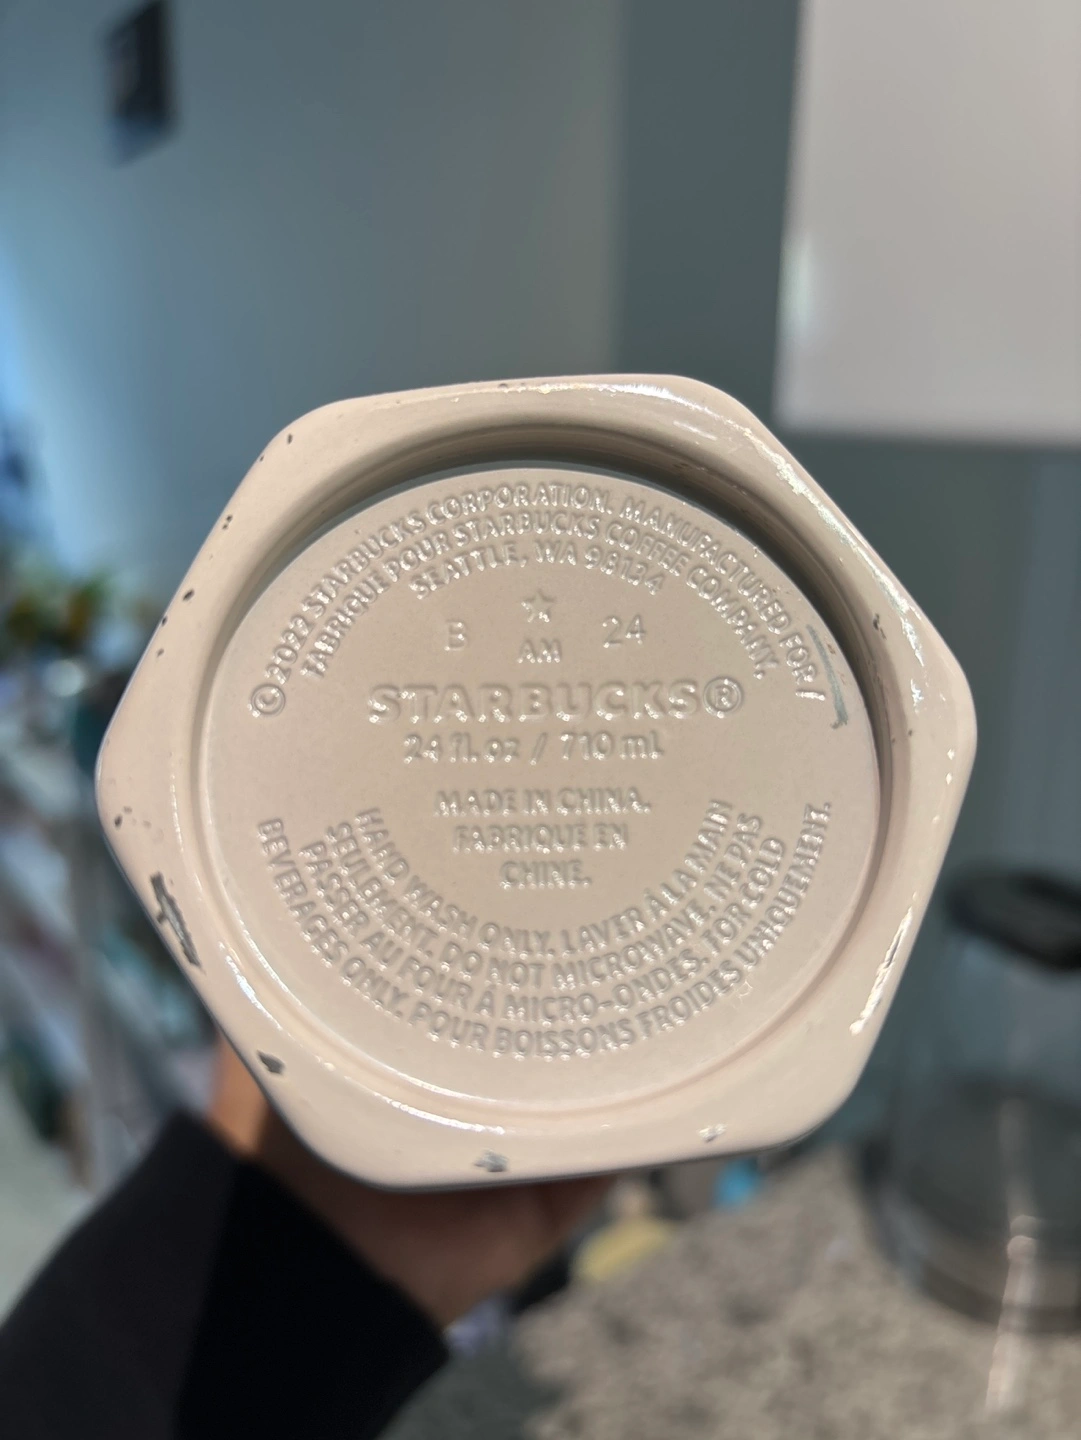 © 2022 STARBUCKS CORPORATION. MANUFACTURED FOR /
FABRIQUÉ POUR STARBUCKS COFFEE COMPANY,
SEATTLE, WA 98134
B AM 24
STARBUCKS®
24 fl. oz / 710 mL
MADE IN CHINA.
FABRIQUÉ EN
CHINE.
HAND WASH ONLY. LAVER À LA MAIN
SEULEMENT. DO NOT MICROWAVE. NE PAS
PASSER AU FOUR À MICRO-ONDES. FOR COLD
BEVERAGES ONLY. POUR BOISSONS FROIDES UNIQUEMENT.